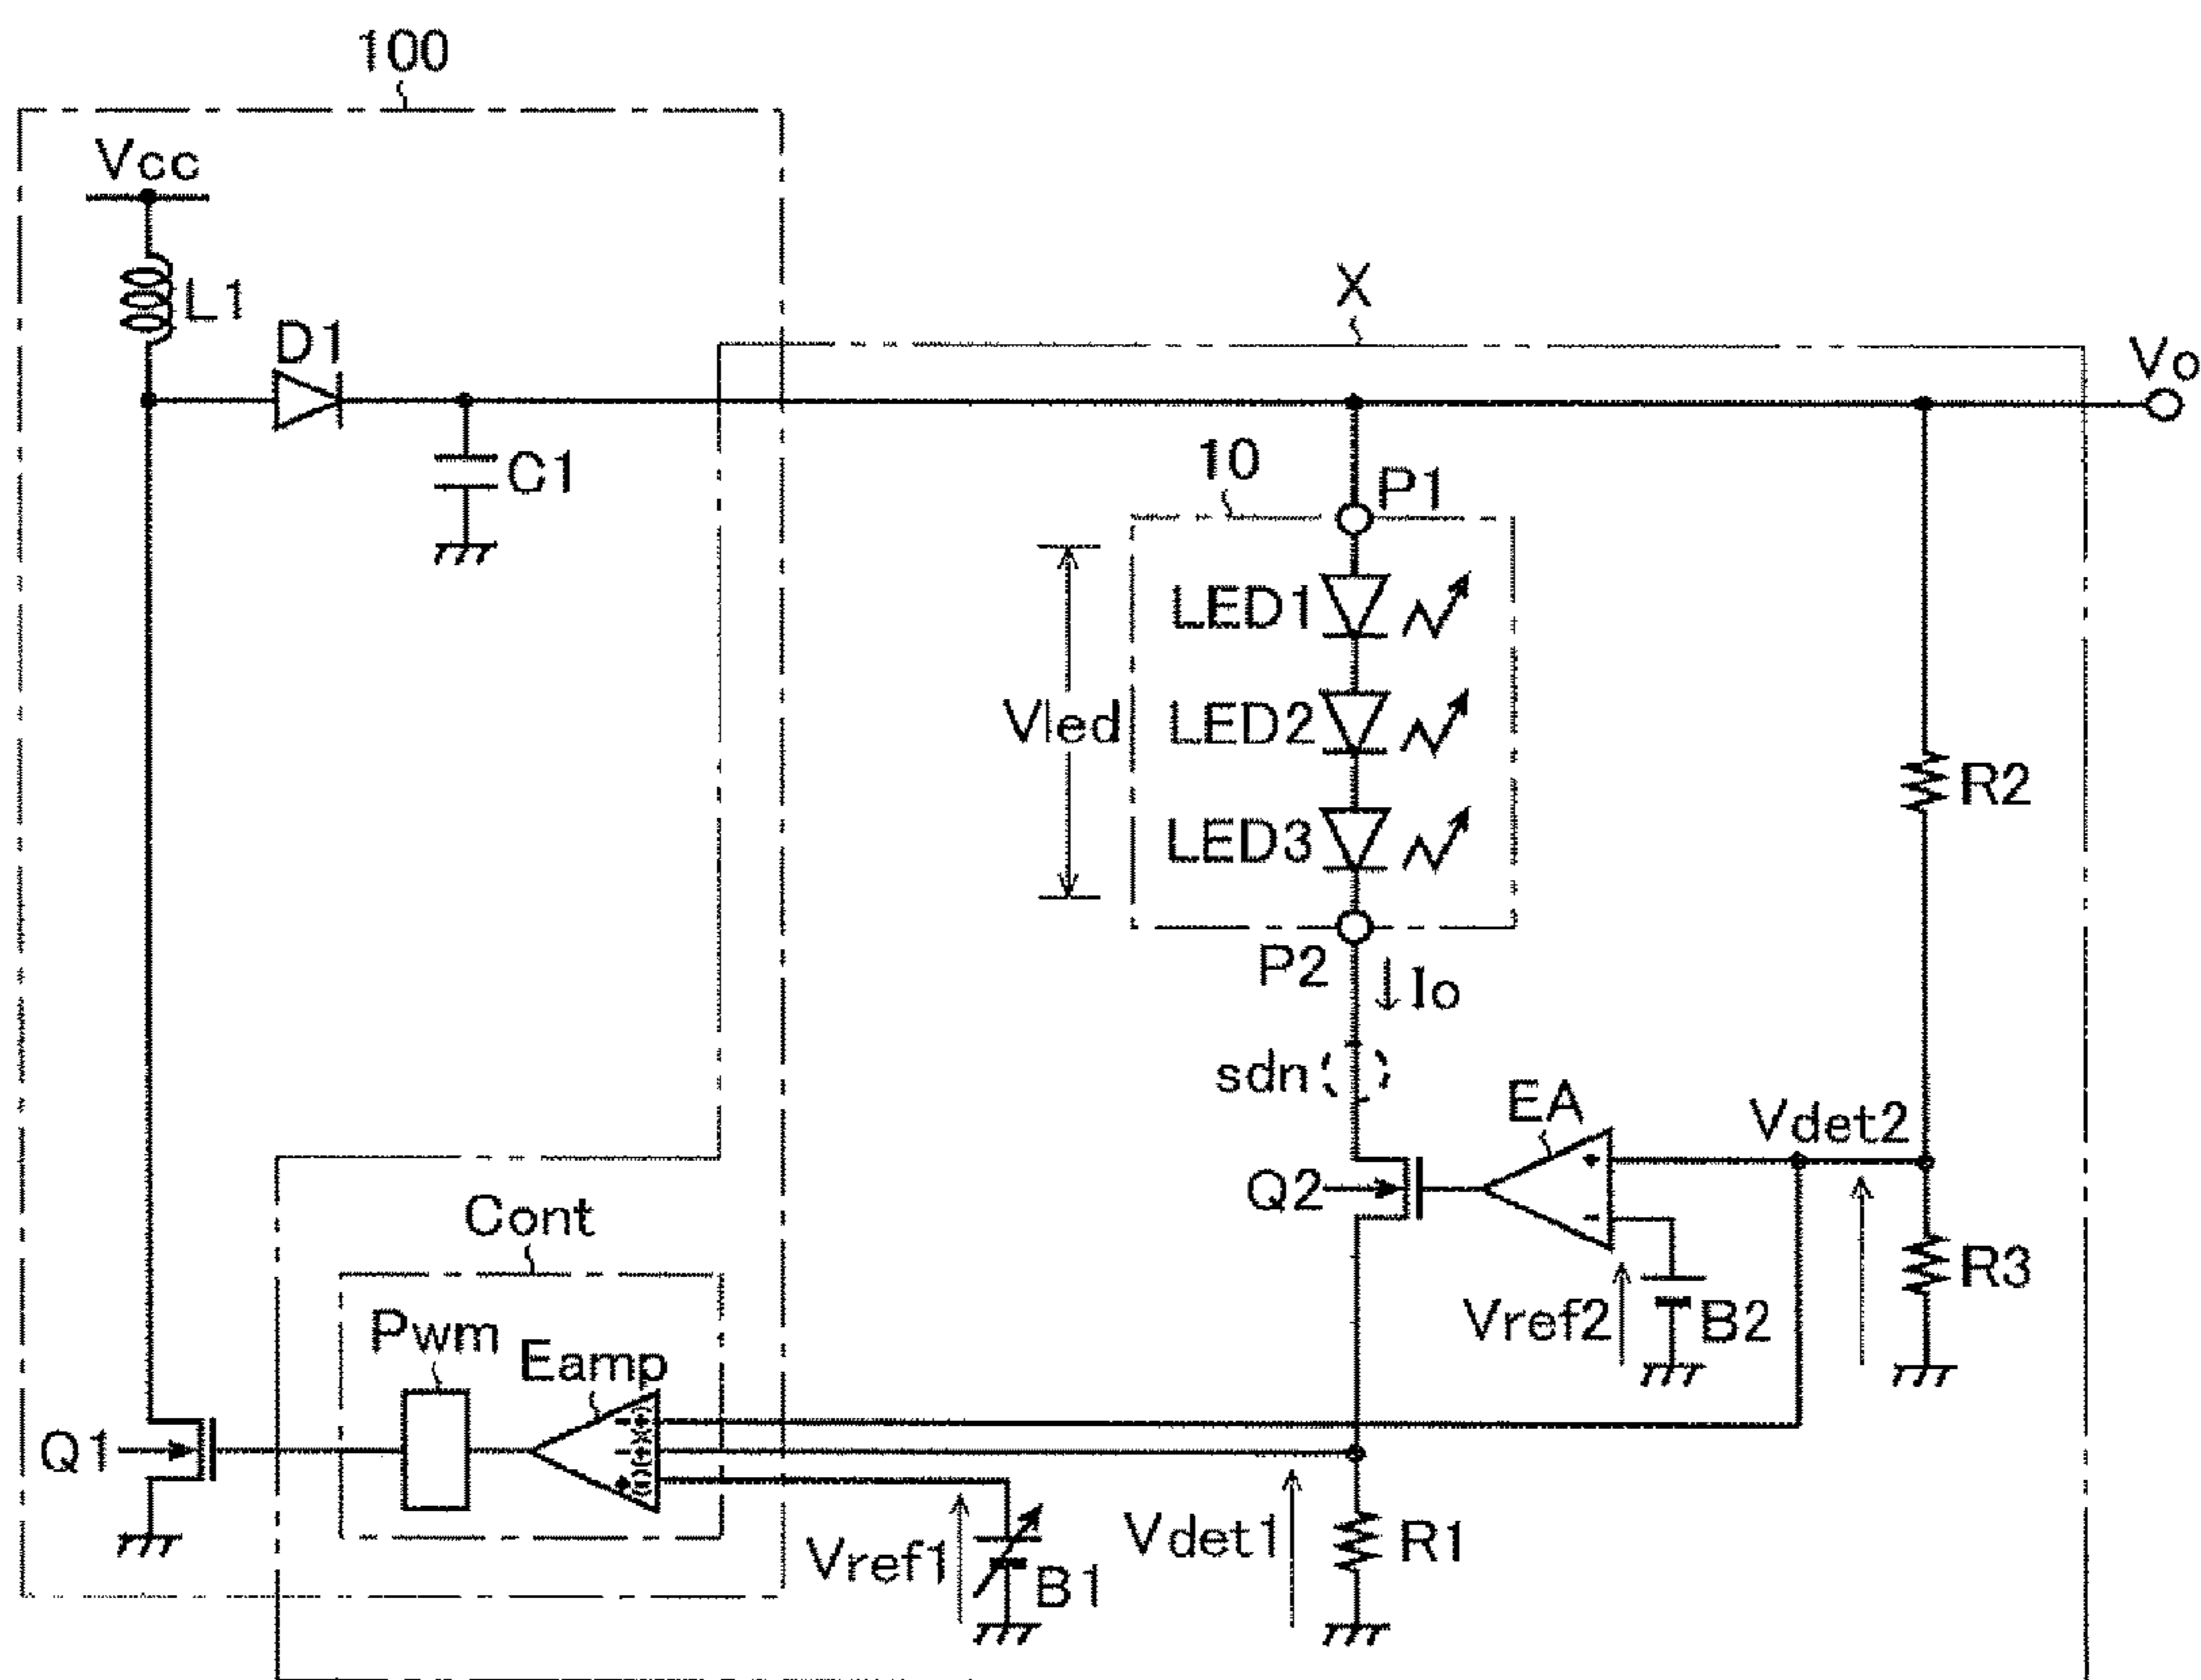 100
Vcc
L1
D1
C1
X
Vo
10
P1
LED1
LED2
LED3
Vled
P2
Io
sdn
R2
EA
Vdet2
Q2
+
-
Vref2
B2
R3
Cont
Pwm
Eamp
Q1
Vref1
B1
Vdet1
R1